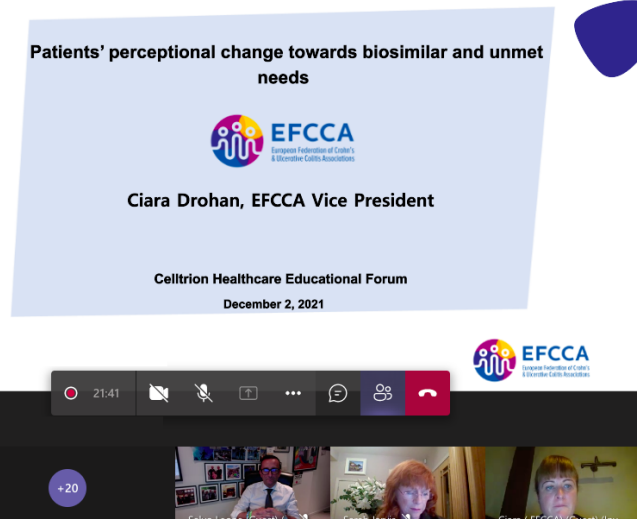 Patients' perceptional change towards biosimilar and unmet
needs
EFCCA
European Federation of Crohn's
& Ulcerative Colitis Associations
Ciara Drohan, EFCCA Vice President
Celltrion Healthcare Educational Forum
December 2, 2021
EFCCA
European Federation of Crohn's
& Ulcerative Colitis Associations
21:41
+20